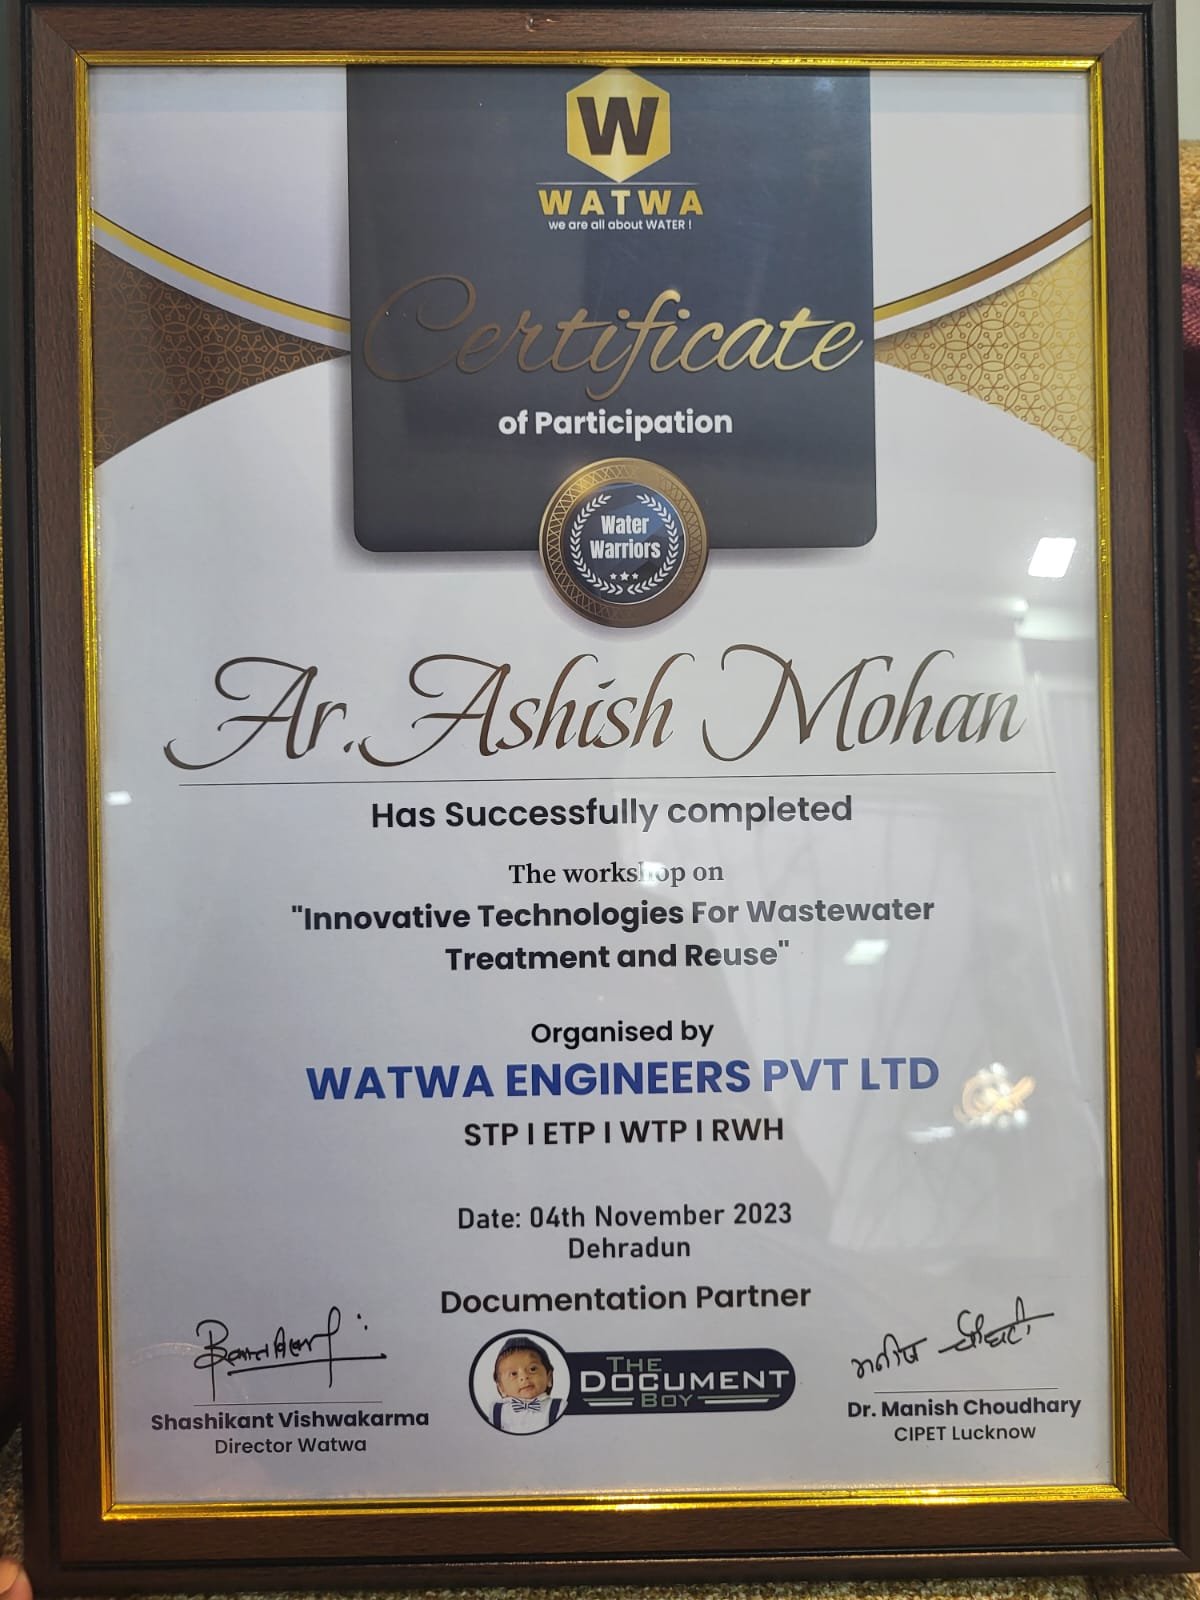 W
WATWA
we are all about WATER !
Certificate
of Participation
Water
Warriors
Ar. Ashish Mohan
Has Successfully completed
The workshop on
"Innovative Technologies For Wastewater
Treatment and Reuse"
Organised by
WATWA ENGINEERS PVT LTD
STP I ETP I WTP I RWH
Date: 04th November 2023
Dehradun
Documentation Partner
THE
DOCUMENT
BOY
Shashikant Vishwakarma
Director Watwa
मनीष चौधरी
Dr. Manish Choudhary
CIPET Lucknow